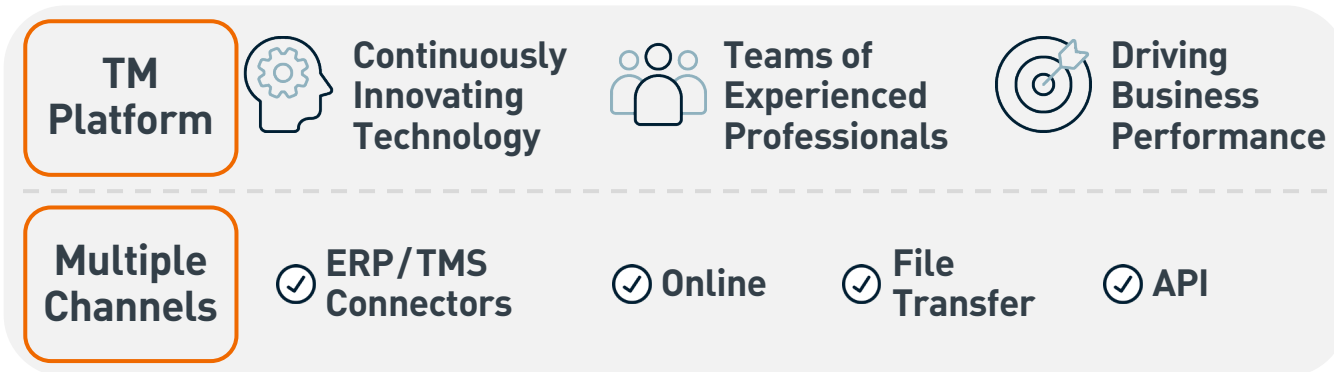 TM
Platform
Continuously
Innovating
Technology
Teams of
Experienced
Professionals
Driving
Business
Performance
Multiple
Channels
ERP/TMS
Connectors
Online
File
Transfer
API